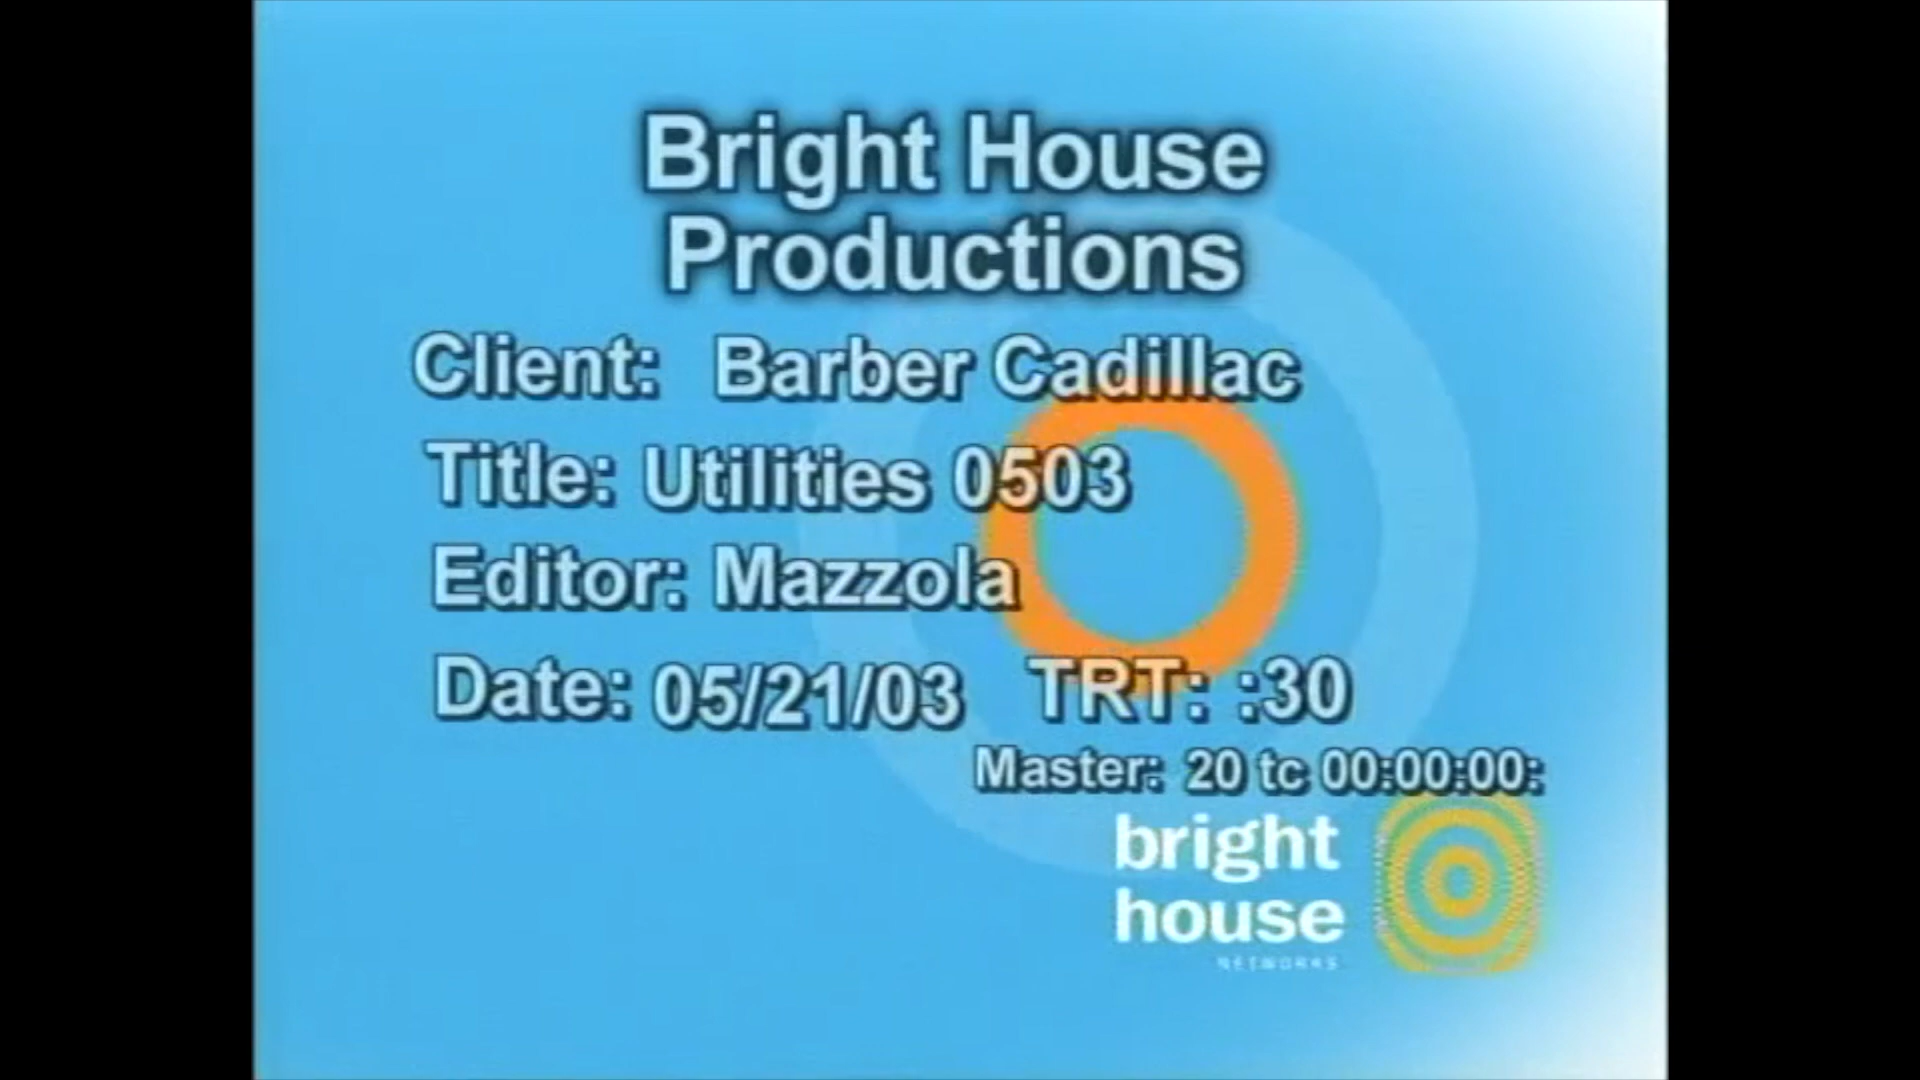 Bright House
Productions
Client: Barber Cadillac
Title: Utilities 0503
Editor: Mazzola
Date: 05/21/03 TRT: :30
Master: 20 tc 00:00:00:
bright
house
NETWORKS